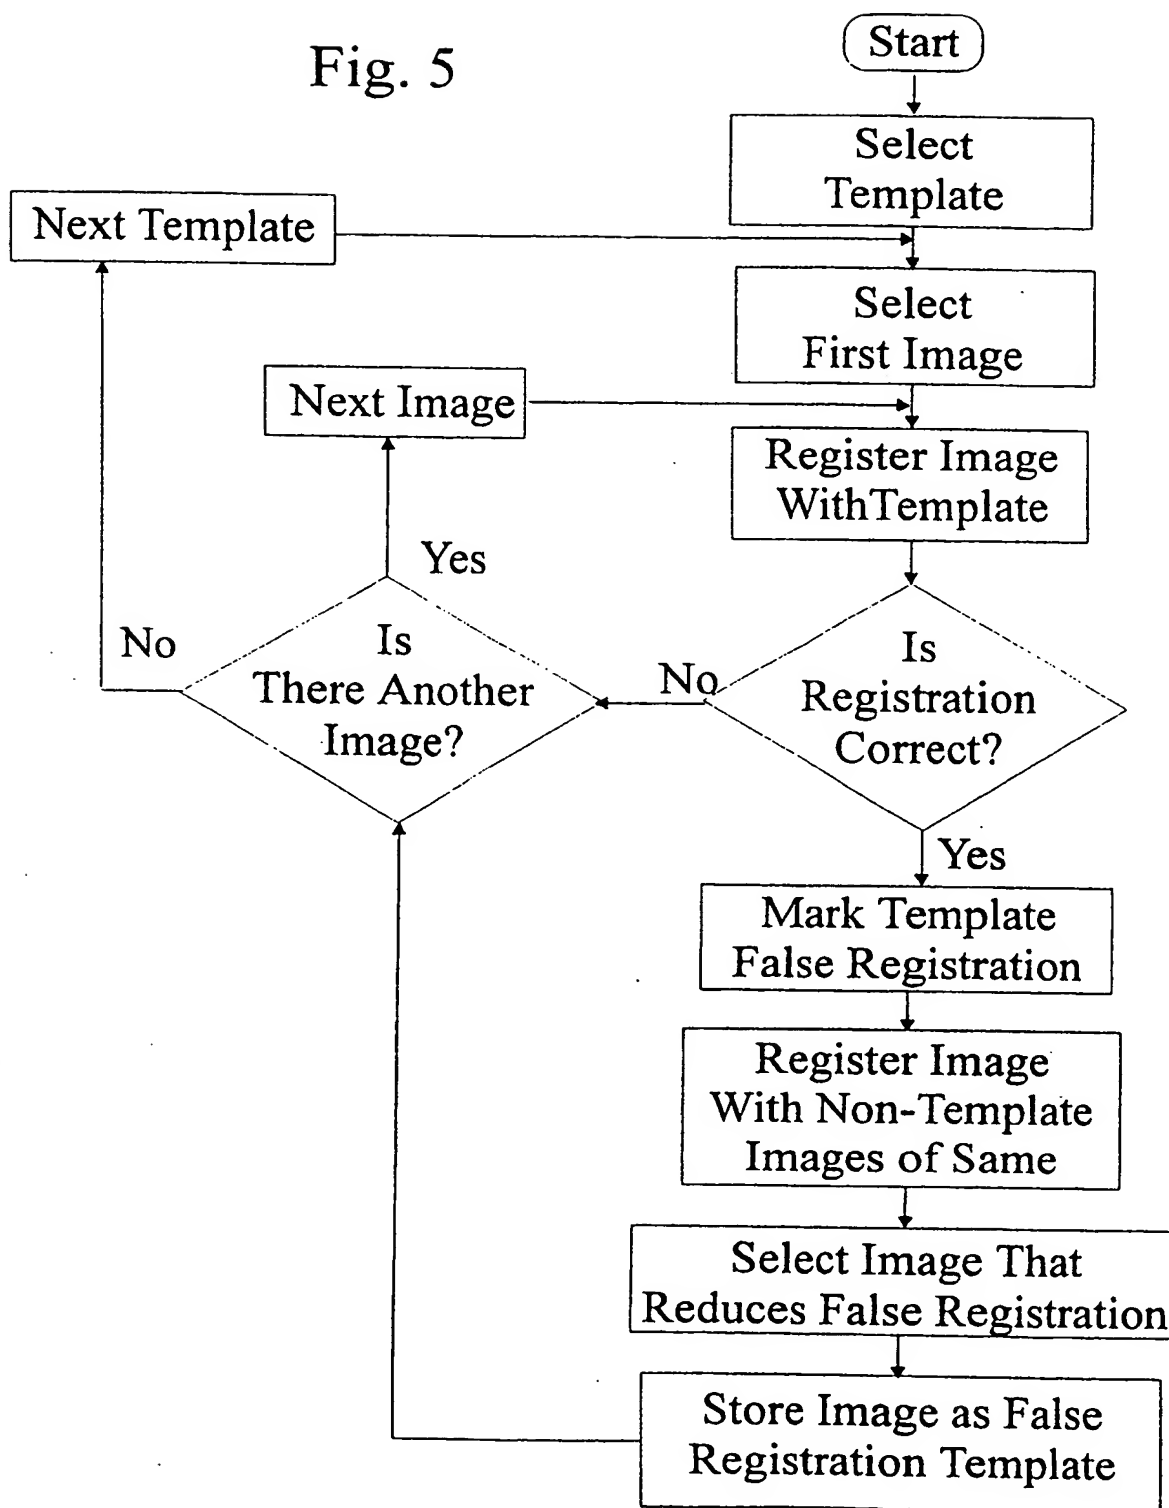 Fig. 5
Start
Select
Template
Next Template
Select
First Image
Next Image
Register Image
WithTemplate
Yes
No
Is
There Another
Image?
No
Is
Registration
Correct?
Yes
Mark Template
False Registration
Register Image
With Non-Template
Images of Same
Select Image That
Reduces False Registration
Store Image as False
Registration Template